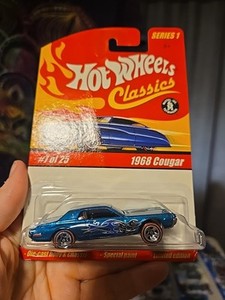 SERIES 1
Hot Wheels
Classics
#7 of 25
1968 Cougar